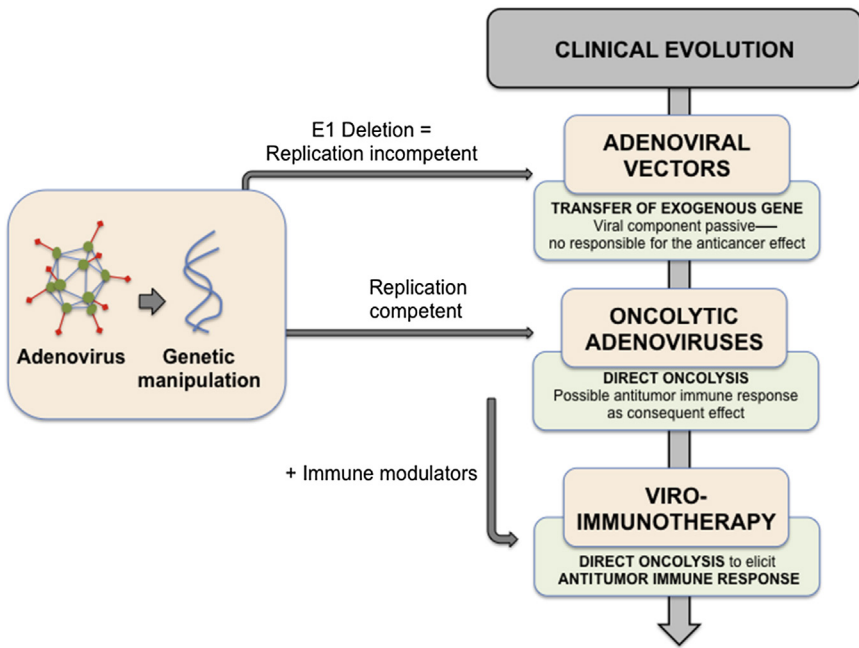 CLINICAL EVOLUTION
E1 Deletion =
Replication incompetent
ADENOVIRAL
VECTORS
TRANSFER OF EXOGENOUS GENE
Viral component passive—
no responsible for the anticancer effect
Adenovirus
Genetic
manipulation
Replication
competent
ONCOLYTIC
ADENOVIRUSES
DIRECT ONCOLYSIS
Possible antitumor immune response
as consequent effect
+ Immune modulators
VIRO-
IMMUNOTHERAPY
DIRECT ONCOLYSIS to elicit
ANTITUMOR IMMUNE RESPONSE